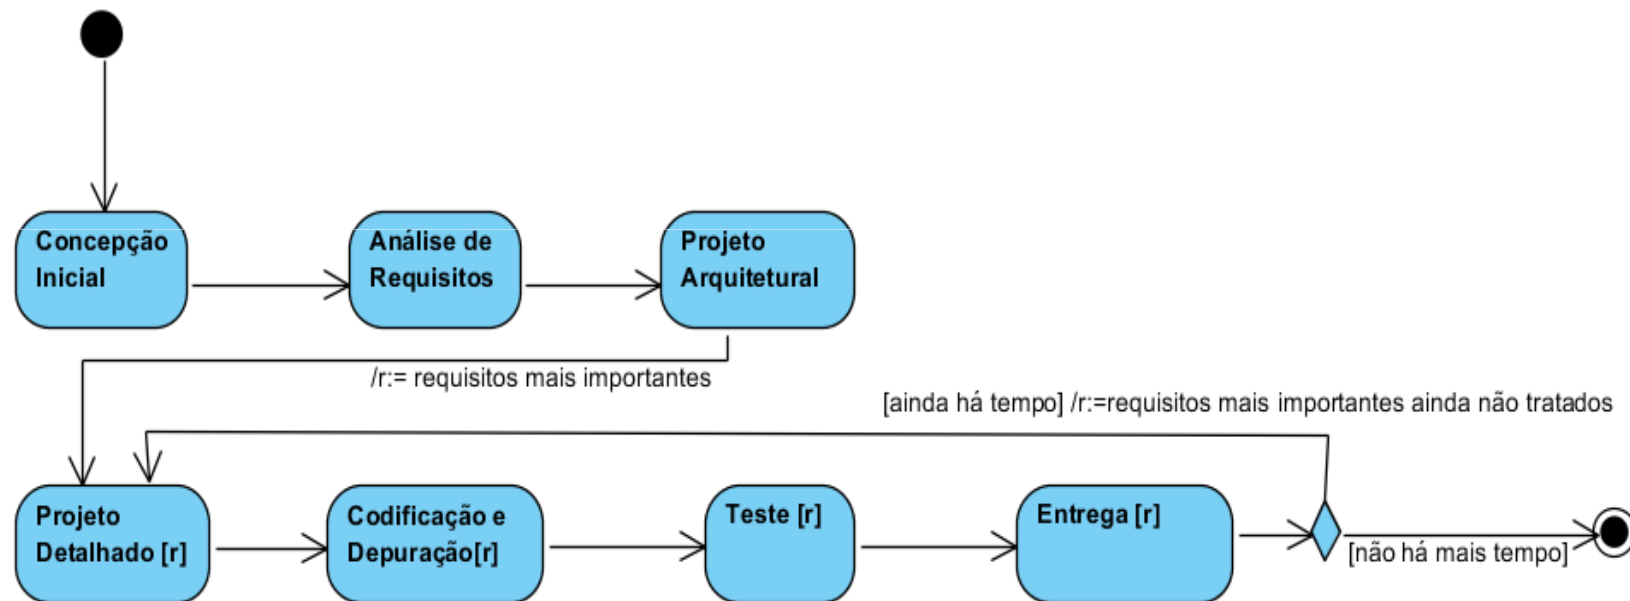 Concepção
Inicial
Análise de
Requisitos
Projeto
Arquitetural
/r:= requisitos mais importantes
[ainda há tempo] /r:=requisitos mais importantes ainda não tratados
Projeto
Detalhado [r]
Codificação e
Depuração[r]
Teste [r]
Entrega [r]
[não há mais tempo]